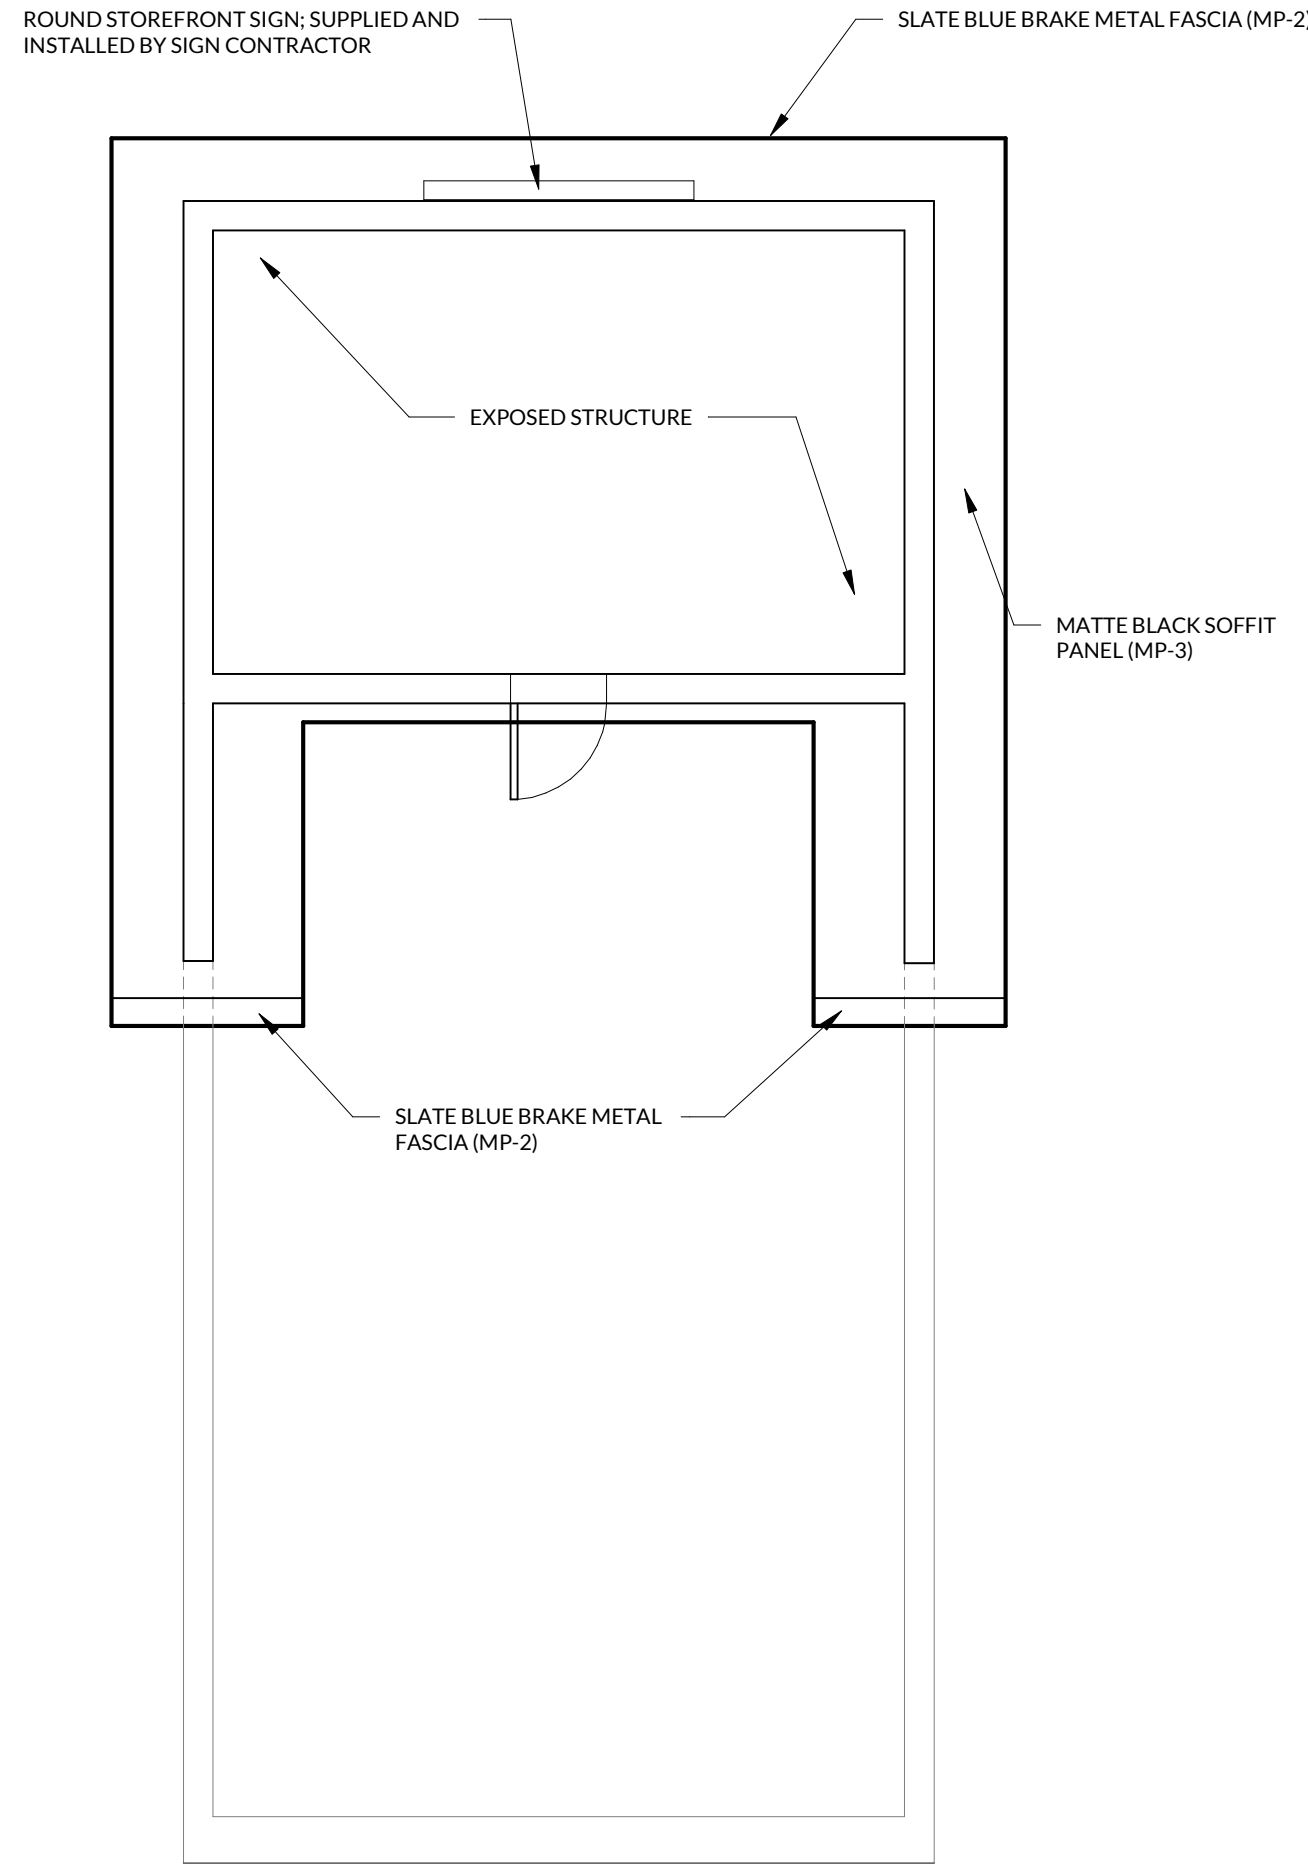 ROUND STOREFRONT SIGN; SUPPLIED AND
INSTALLED BY SIGN CONTRACTOR
SLATE BLUE BRAKE METAL FASCIA (MP-2)
EXPOSED STRUCTURE
MATTE BLACK SOFFIT
PANEL (MP-3)
SLATE BLUE BRAKE METAL
FASCIA (MP-2)